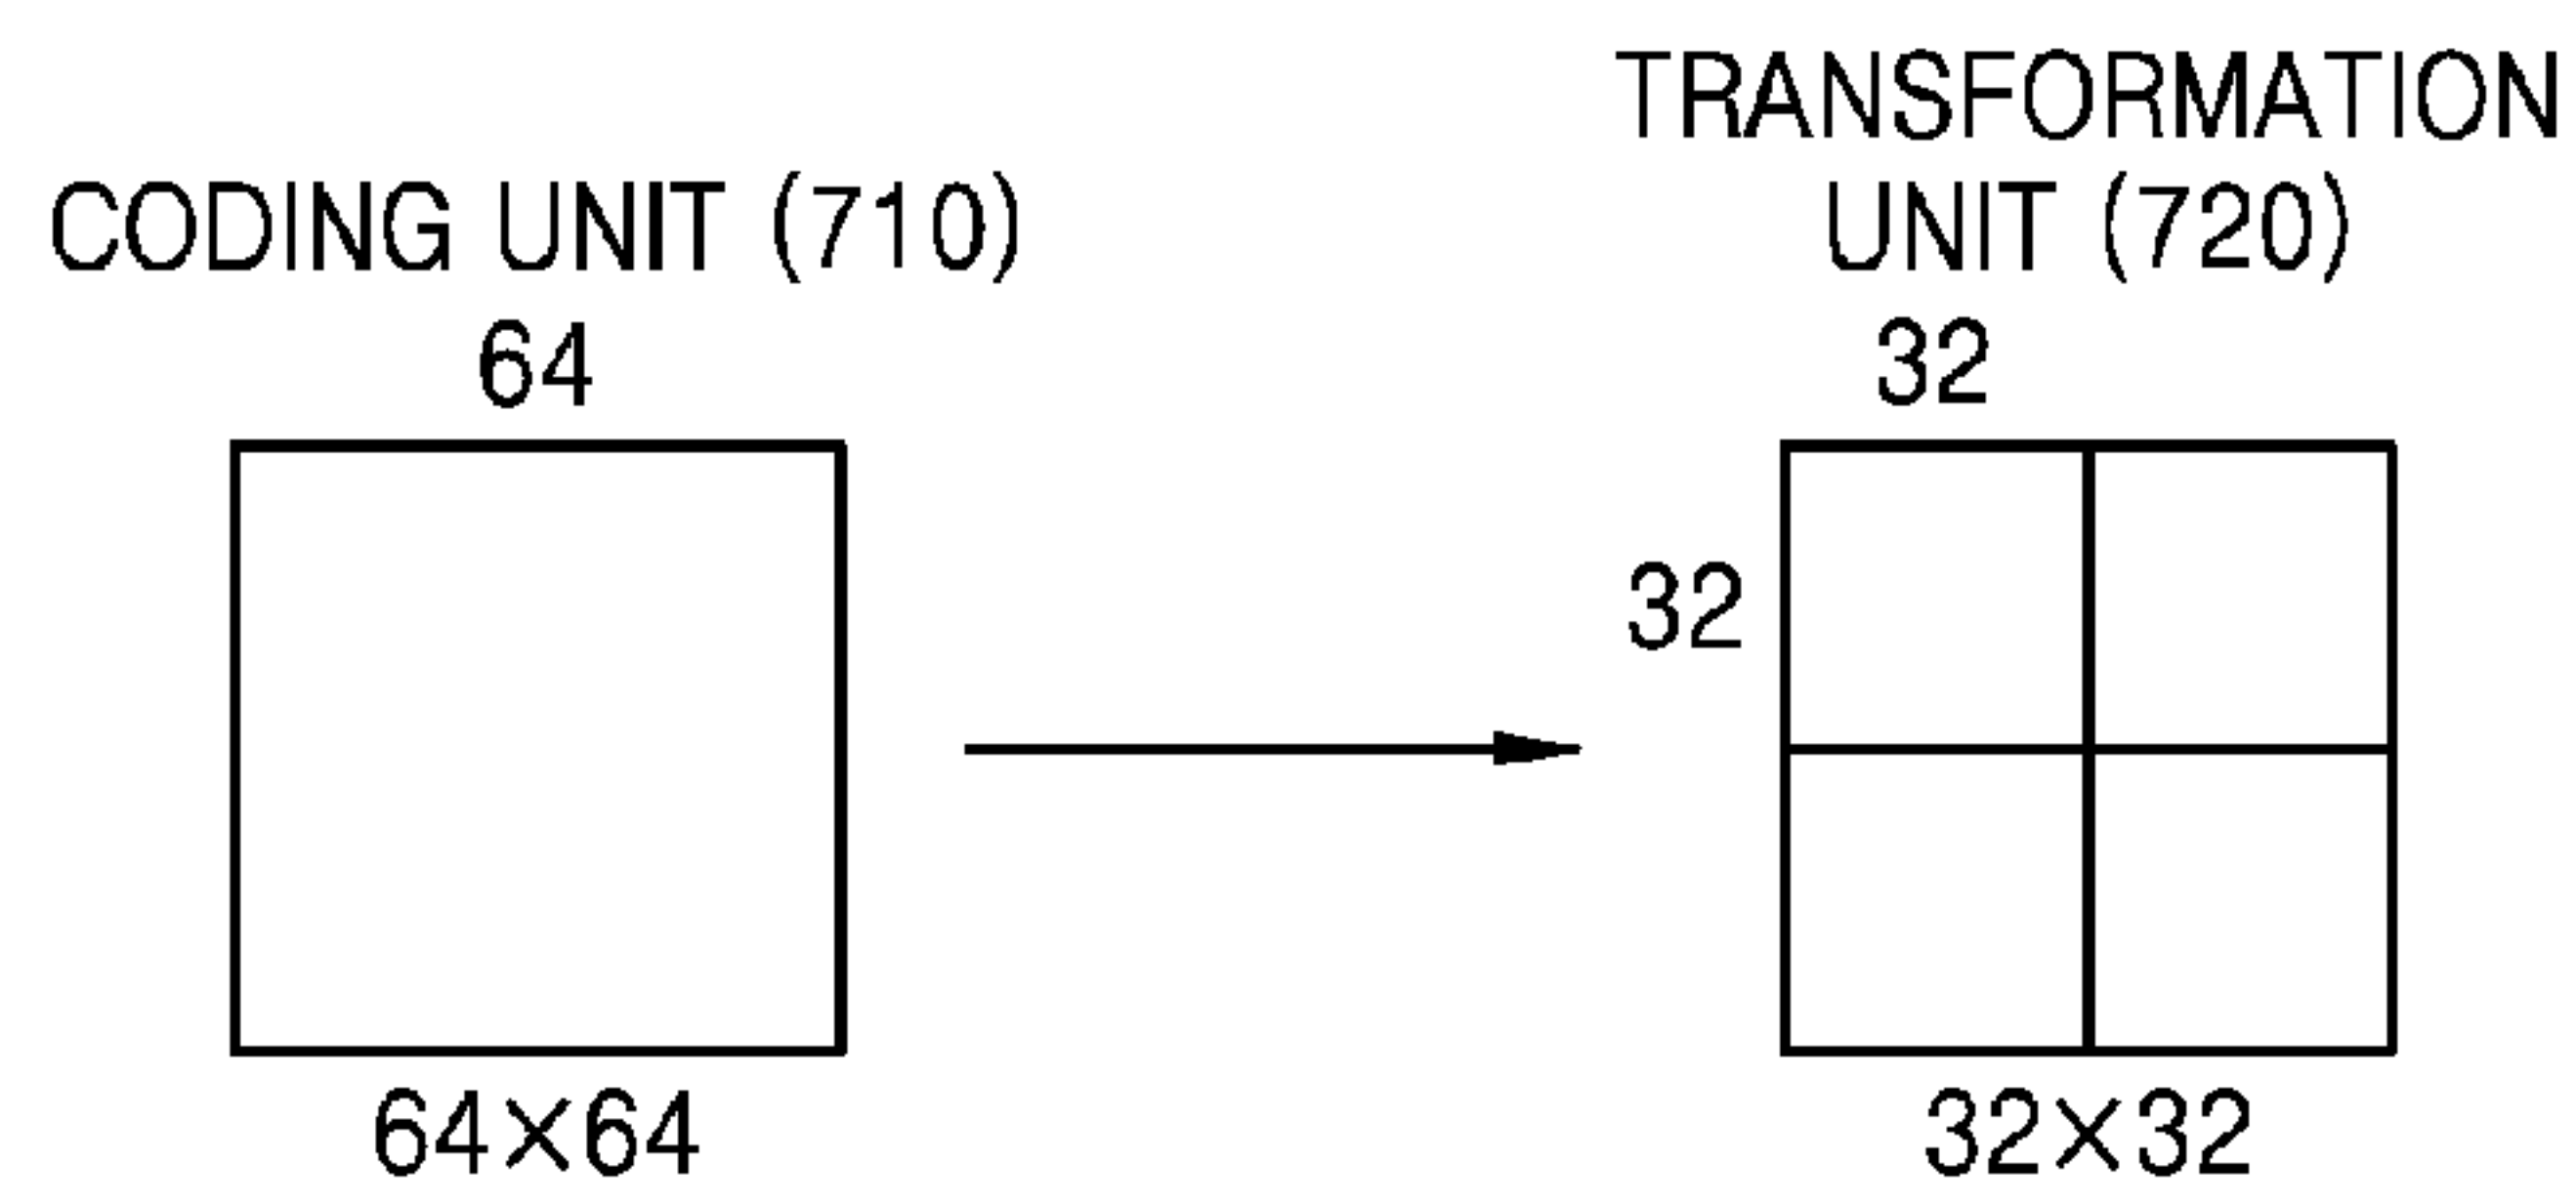 CODING UNIT (710)
64
64×64
TRANSFORMATION
UNIT (720)
32
32
32×32